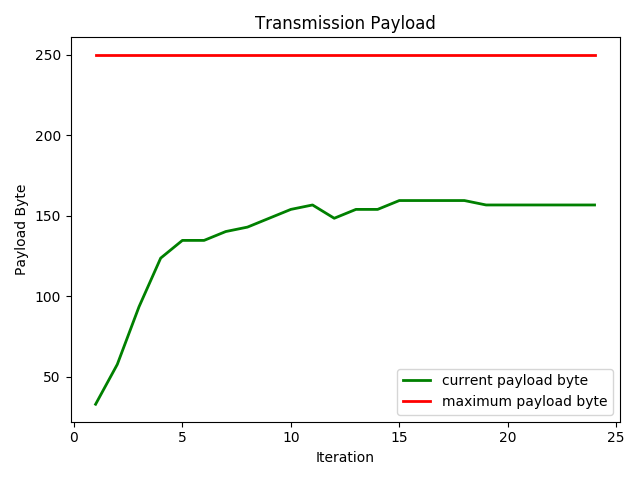 Transmission Payload
250
200
150
100
50
Payload Byte
current payload byte
maximum payload byte
0
5
10
15
20
25
Iteration